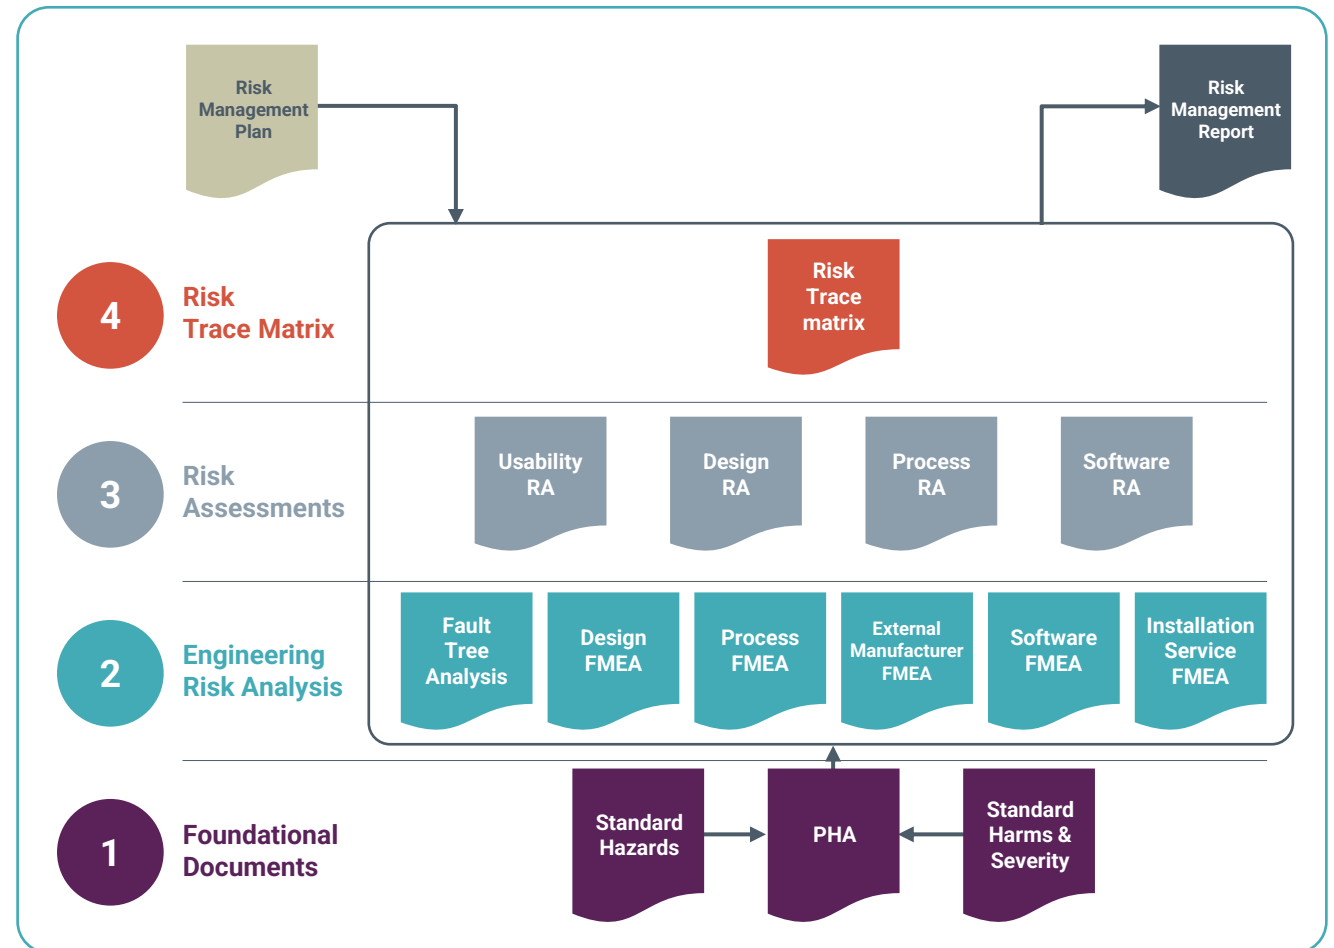 Risk
Management
Plan
Risk
Management
Report
4
Risk
Trace Matrix
Risk
Trace
matrix
3
Risk
Assessments
Usability
RA
Design
RA
Process
RA
Software
RA
2
Engineering
Risk Analysis
Fault
Tree
Analysis
Design
FMEA
Process
FMEA
External
Manufacturer
FMEA
Software
FMEA
Installation
Service
FMEA
1
Foundational
Documents
Standard
Hazards
PHA
Standard
Harms &
Severity